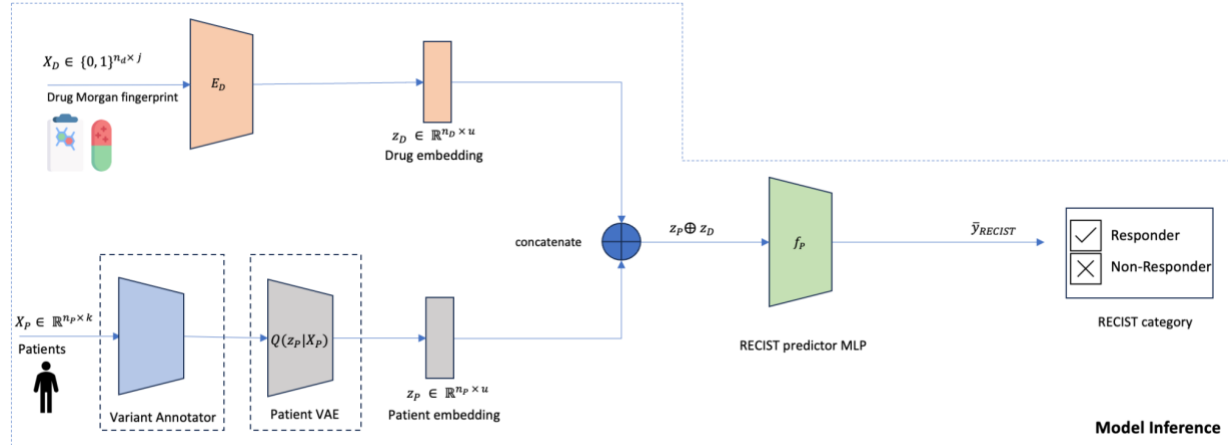 X_D ∈ {0, 1}^{n_d × j}
Drug Morgan fingerprint
E_D
z_D ∈ ℝ^{n_D × u}
Drug embedding
concatenate
z_P ⊕ z_D
f_P
RECIST predictor MLP
ȳ_{RECIST}
Responder
Non-Responder
RECIST category
X_P ∈ ℝ^{n_P × k}
Patients
Variant Annotator
Q(z_P|X_P)
Patient VAE
z_P ∈ ℝ^{n_P × u}
Patient embedding
Model Inference